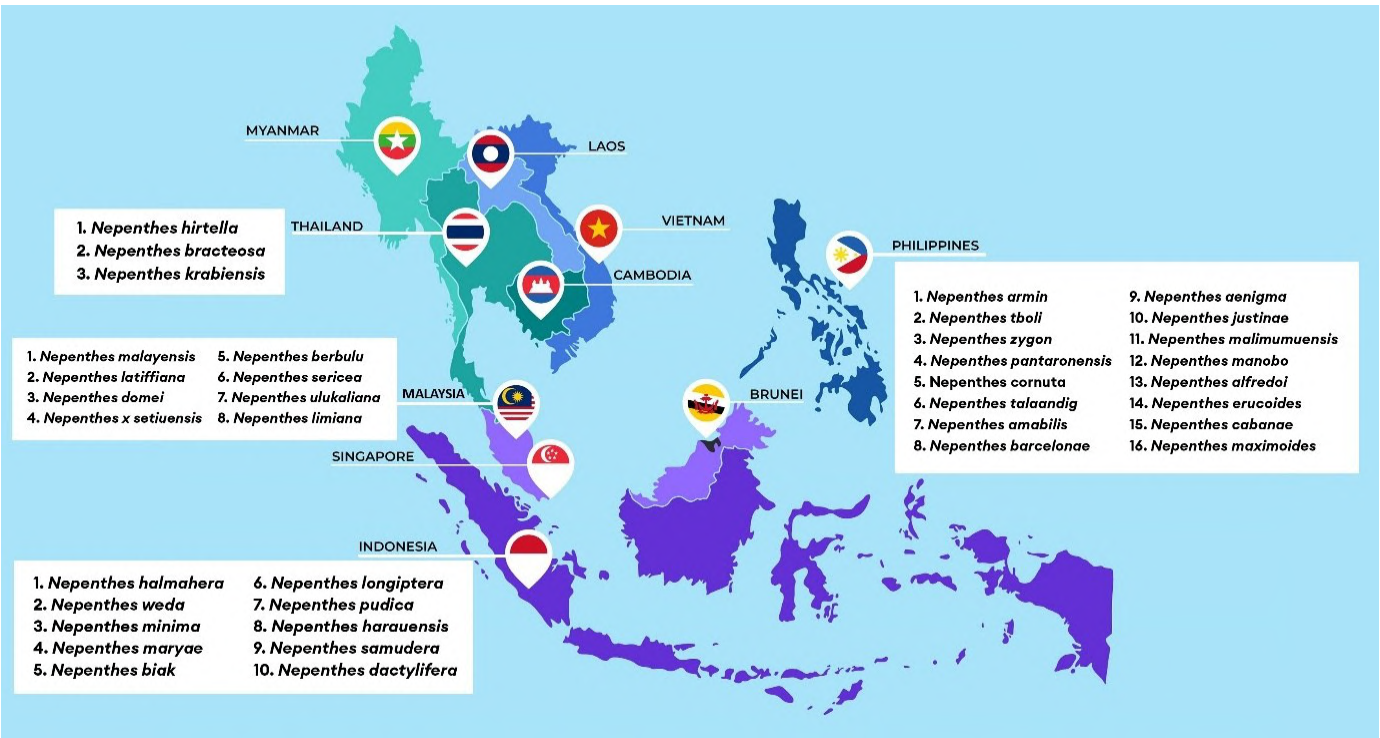 MYANMAR
LAOS
THAILAND
VIETNAM
CAMBODIA
PHILIPPINES
1. Nepenthes hirtella
2. Nepenthes bracteosa
3. Nepenthes krabiensis
1. Nepenthes armin
2. Nepenthes tboli
3. Nepenthes zygon
4. Nepenthes pantaronensis
5. Nepenthes cornuta
6. Nepenthes talaandig
7. Nepenthes amabilis
8. Nepenthes barcelonae
9. Nepenthes aenigma
10. Nepenthes justinae
11. Nepenthes malimumuensis
12. Nepenthes manobo
13. Nepenthes alfredoi
14. Nepenthes erucoides
15. Nepenthes cabanae
16. Nepenthes maximoides
1. Nepenthes malayensis
2. Nepenthes latiffiana
3. Nepenthes domei
4. Nepenthes x setiuensis
5. Nepenthes berbulu
6. Nepenthes sericea
7. Nepenthes ulukaliana
8. Nepenthes limiana
MALAYSIA
BRUNEI
SINGAPORE
INDONESIA
1. Nepenthes halmahera
2. Nepenthes weda
3. Nepenthes minima
4. Nepenthes maryae
5. Nepenthes biak
6. Nepenthes longiptera
7. Nepenthes pudica
8. Nepenthes harauensis
9. Nepenthes samudera
10. Nepenthes dactylifera